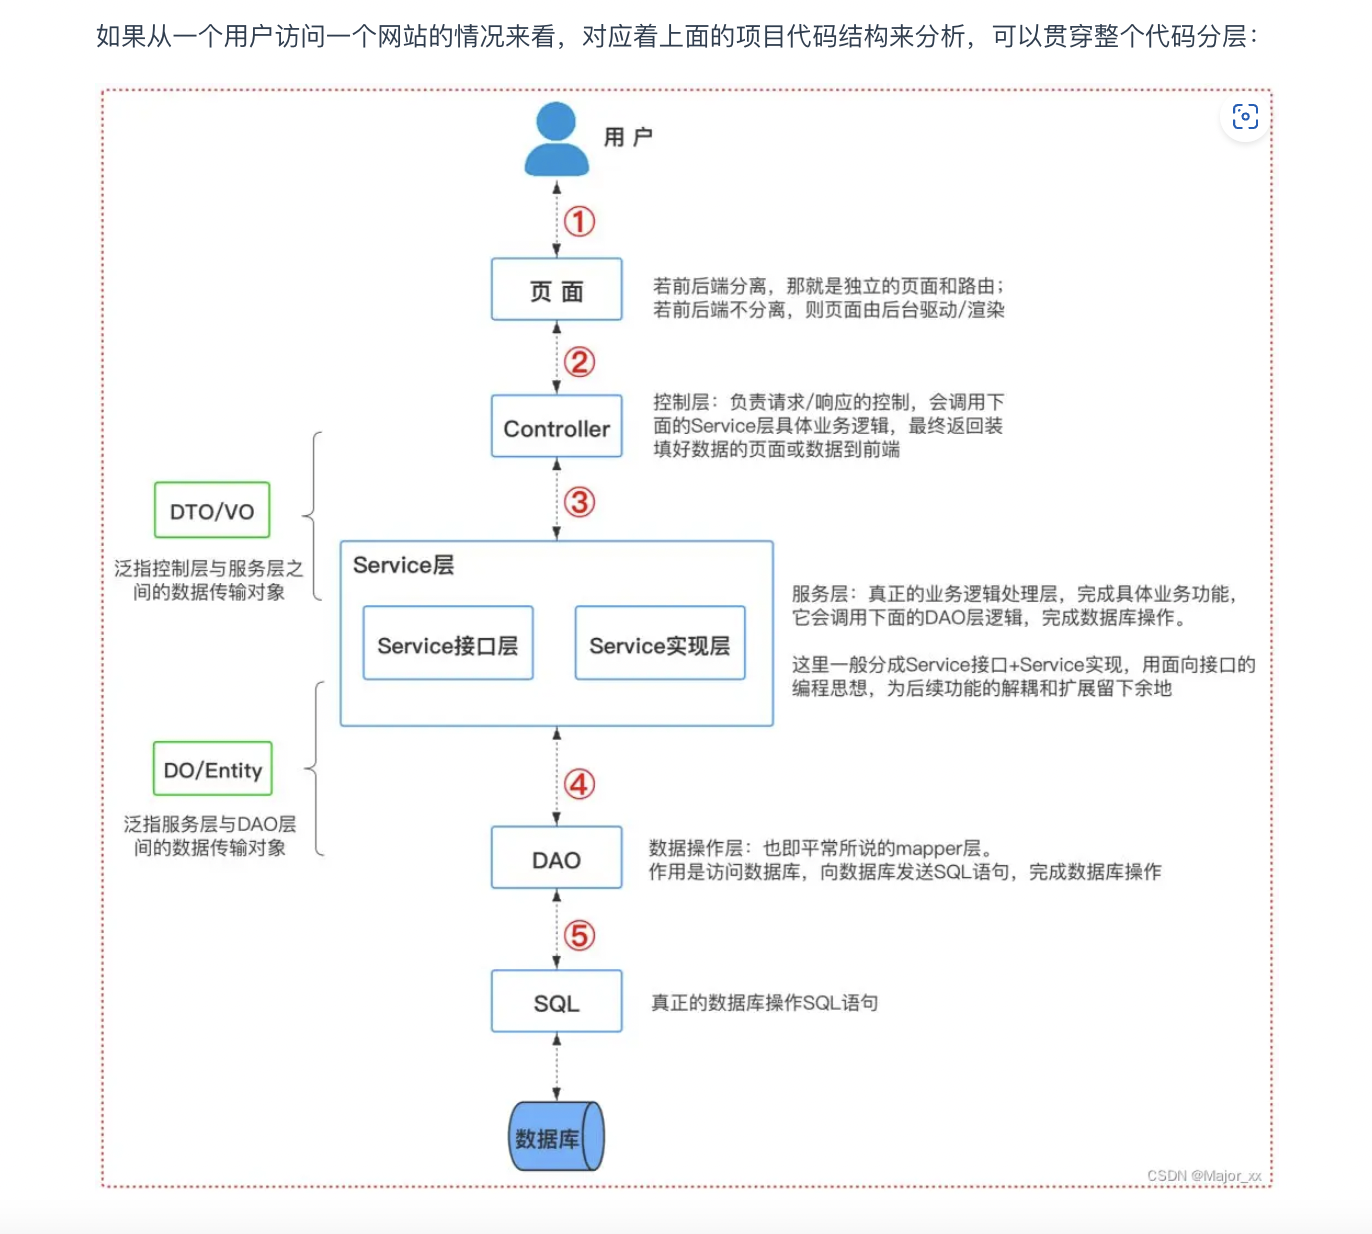 如果从一个用户访问一个网站的情况来看，对应着上面的项目代码结构来分析，可以贯穿整个代码分层：
用 户
①
页 面
若前后端分离，那就是独立的页面和路由；
若前后端不分离，则页面由后台驱动/渲染
②
Controller
控制层：负责请求/响应的控制，会调用下
面的Service层具体业务逻辑，最终返回装
填好数据的页面或数据到前端
③
DTO/VO
泛指控制层与服务层之
间的数据传输对象
Service层
Service接口层
Service实现层
服务层：真正的业务逻辑处理层，完成具体业务功能，
它会调用下面的DAO层逻辑，完成数据库操作。
这里一般分成Service接口+Service实现，用面向接口的
编程思想，为后续功能的解耦和扩展留下余地
④
DO/Entity
泛指服务层与DAO层
间的数据传输对象
DAO
数据操作层：也即平常所说的mapper层。
作用是访问数据库，向数据库发送SQL语句，完成数据库操作
⑤
SQL
真正的数据库操作SQL语句
数据库
CSDN @Major_xx